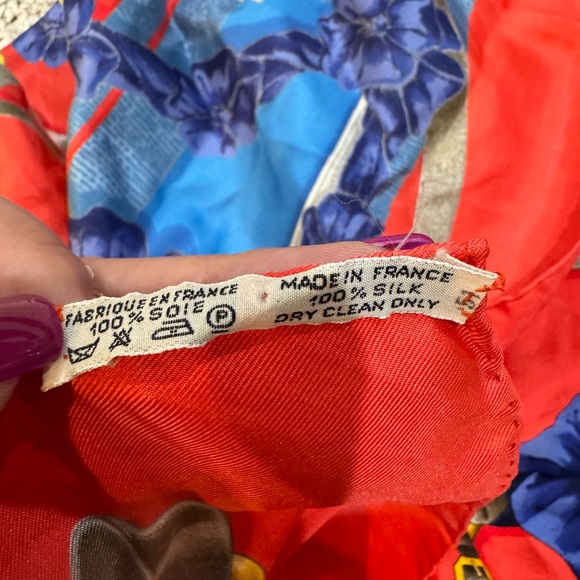 FABRIQUE EN FRANCE
100% SOIE
P
MADE IN FRANCE
100% SILK
DRY CLEAN ONLY